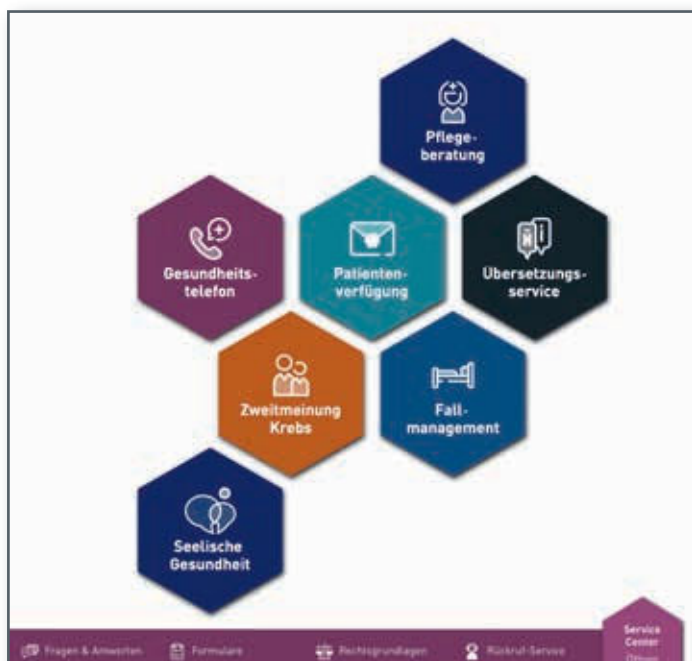 Pflege-
beratung
Gesundheits-
telefon
Patienten-
verfügung
Übersetzungs-
service
Zweitmeinung
Krebs
Fall-
management
Seelische
Gesundheit
Fragen & Antworten
Formulare
Rechtsgrundlagen
Rückruf-Service
Service
Center